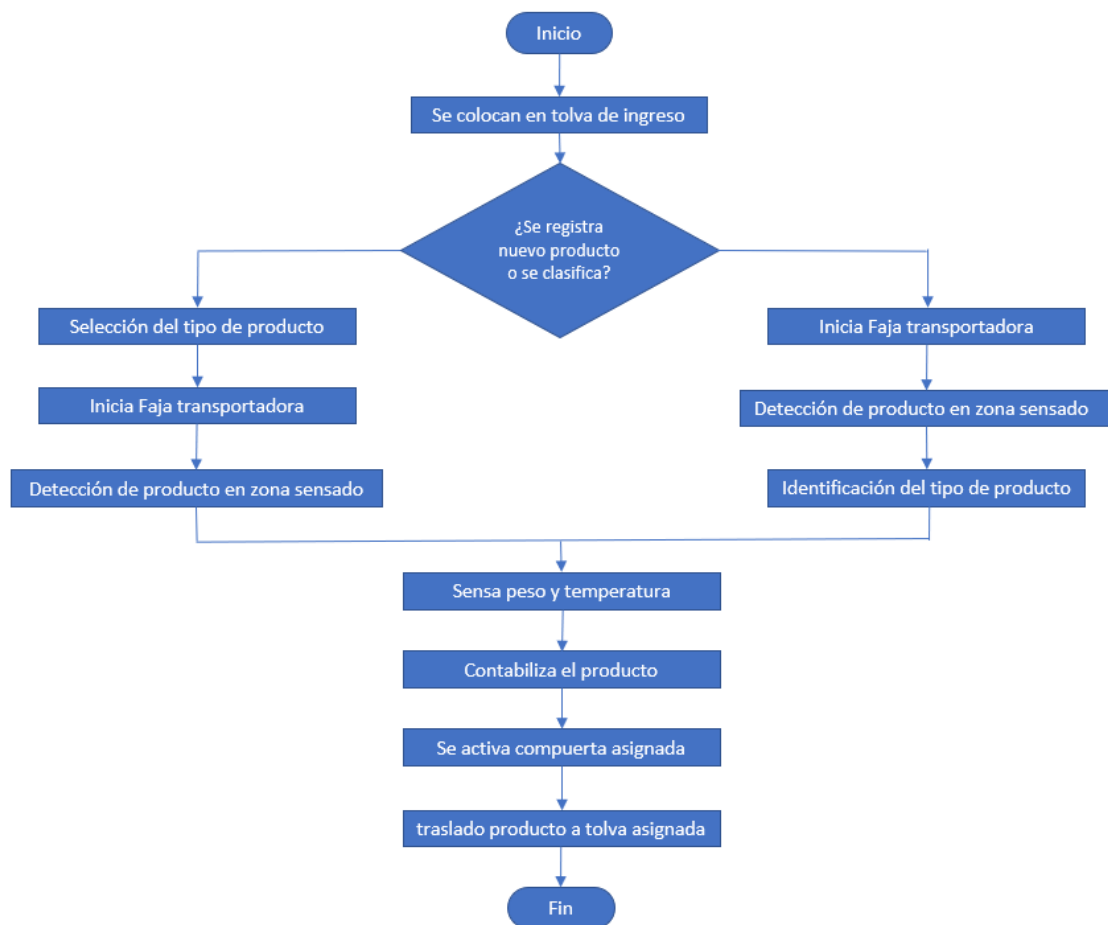 Inicio
Se colocan en tolva de ingreso
¿Se registra
nuevo producto
o se clasifica?
Selección del tipo de producto
Inicia Faja transportadora
Detección de producto en zona sensado
Inicia Faja transportadora
Detección de producto en zona sensado
Identificación del tipo de producto
Sensa peso y temperatura
Contabiliza el producto
Se activa compuerta asignada
traslado producto a tolva asignada
Fin